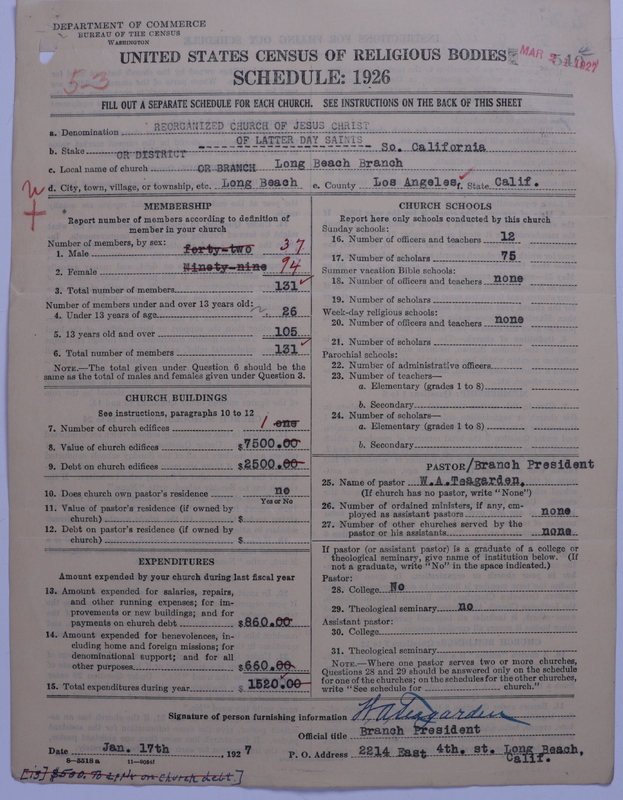 DEPARTMENT OF COMMERCE
BUREAU OF THE CENSUS
WASHINGTON
UNITED STATES CENSUS OF RELIGIOUS BODIES
MAR 1927
SCHEDULE: 1926
5-3
FILL OUT A SEPARATE SCHEDULE FOR EACH CHURCH. SEE INSTRUCTIONS ON THE BACK OF THIS SHEET
a. Denomination REORGANIZED CHURCH OF JESUS CHRIST
OF LATTER DAY SAINTS
b. Stake OR DISTRICT So. California
c. Local name of church OR BRANCH Long Beach Branch
d. City, town, village, or township, etc. Long Beach e. County Los Angeles f. State Calif.
MEMBERSHIP
Report number of members according to definition of
member in your church
Number of members, by sex:
1. Male forty-two 37
2. Female Ninety-nine 94
3. Total number of members 131
Number of members under and over 13 years old:
4. Under 13 years of age 26
5. 13 years old and over 105
6. Total number of members 131
NOTE.—The total given under Question 6 should be
same as the total of males and females given under Question 3.
CHURCH BUILDINGS
See instructions, paragraphs 10 to 12
7. Number of church edifices 1 one
8. Value of church edifices $7500.00
9. Debt on church edifices $2500.00
10. Does church own pastor's residence no
Yes or No
11. Value of pastor's residence (if owned by
church) $
12. Debt on pastor's residence (if owned by
church) $
EXPENDITURES
Amount expended by your church during last fiscal year
13. Amount expended for salaries, repairs,
and other running expenses; for im-
provements or new buildings; and for
payments on church debt $860.00
14. Amount expended for benevolences, in-
cluding home and foreign missions; for
denominational support; and for all
other purposes $660.00
15. Total expenditures during year $1520.00
CHURCH SCHOOLS
Report here only schools conducted by this church
Sunday schools:
16. Number of officers and teachers 12
17. Number of scholars 75
Summer vacation Bible schools:
18. Number of officers and teachers none
19. Number of scholars
Week-day religious schools:
20. Number of officers and teachers none
21. Number of scholars
Parochial schools:
22. Number of administrative officers
23. Number of teachers—
a. Elementary (grades 1 to 8)
b. Secondary
24. Number of scholars—
a. Elementary (grades 1 to 8)
b. Secondary
PASTOR/Branch President
25. Name of pastor W.A.Teagarden.
(If church has no pastor, write "None")
26. Number of ordained ministers, if any, em-
ployed as assistant pastors none
27. Number of other churches served by the
pastor or his assistants none
If pastor (or assistant pastor) is a graduate of a college or
theological seminary, give name of institution below. (If
not a graduate, write "No" in the space indicated.)
Pastor:
28. College No
29. Theological seminary no
Assistant pastor:
30. College
31. Theological seminary
NOTE.—Where one pastor serves two or more churches,
Questions 28 and 29 should be answered only on the schedule
for one of the churches; on the schedules for the other churches,
write "See schedule for church."
Signature of person furnishing information W.A.Teagarden
Official title Branch President
Date Jan. 17th, 1927 P. O. Address 2214 East 4th. st. Long Beach,
Calif.
8-5518a
[13] $500. To apply on church debt.]